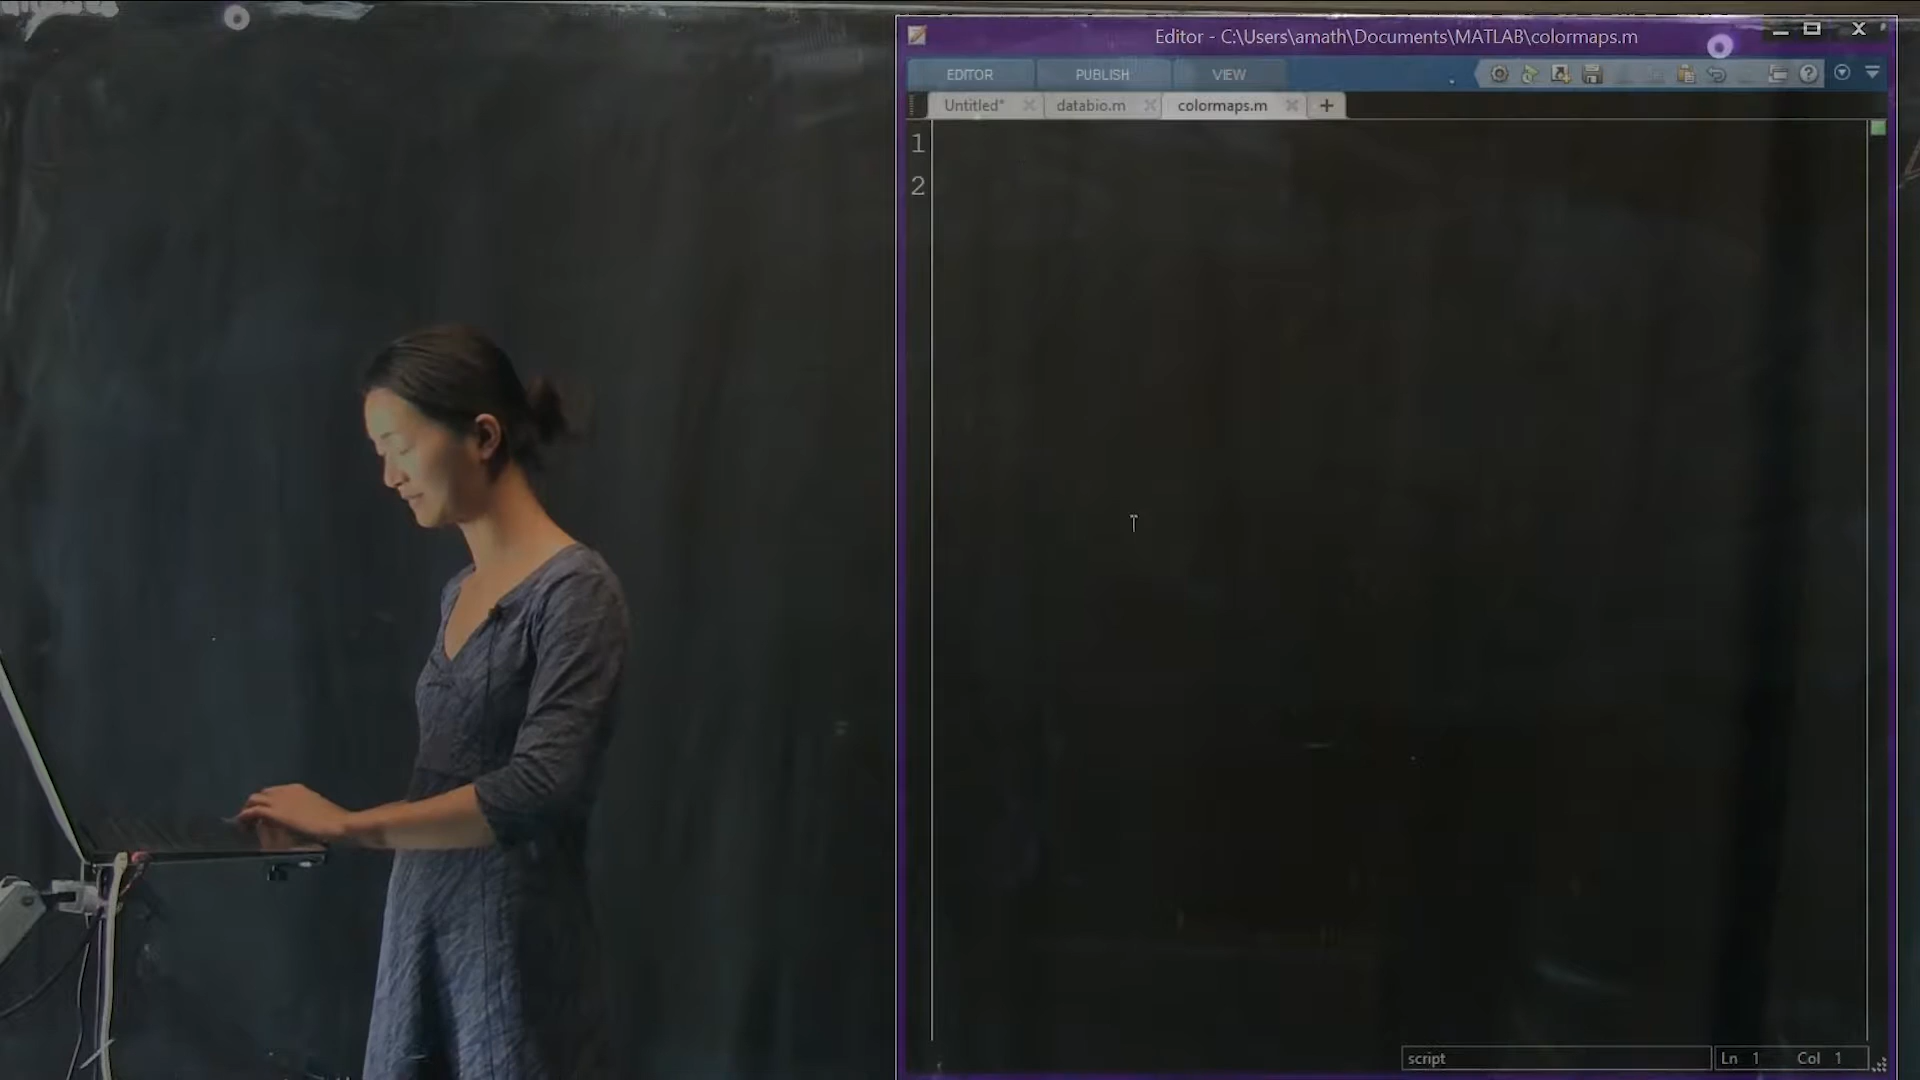 Editor - C:\Users\amath\Documents\MATLAB\colormaps.m
EDITOR PUBLISH VIEW
Untitled* databio.m colormaps.m
1
2
script Ln 1 Col 1